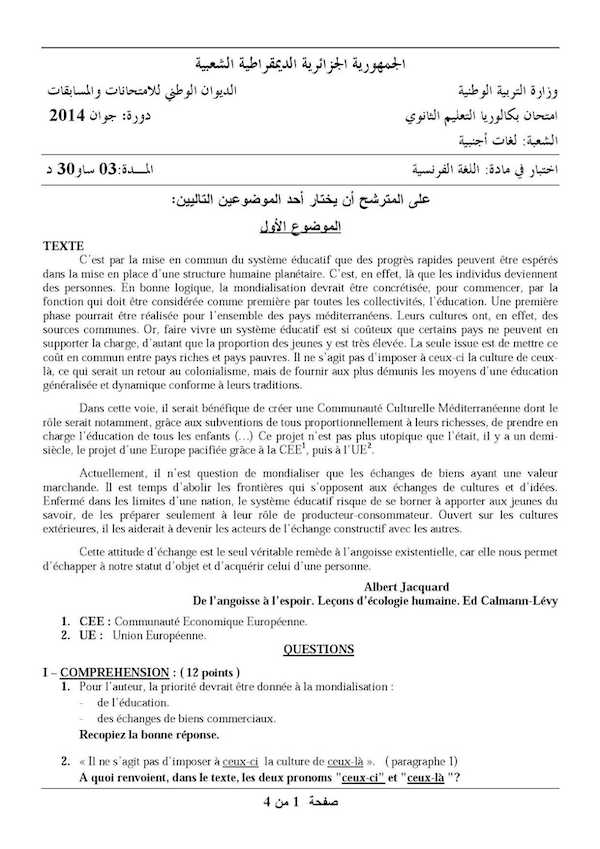 الجمهورية الجزائرية الديمقراطية الشعبية
وزارة التربية الوطنية الديوان الوطني للامتحانات والمسابقات
امتحان بكالوريا التعليم الثانوي دورة: جوان 2014
الشعبة: لغات أجنبية
اختبار في مادة: اللغة الفرنسية المـــدة:03 ساو30 د
على المترشح أن يختار أحد الموضوعين التاليين:
الموضوع الأول
TEXTE
C'est par la mise en commun du système éducatif que des progrès rapides peuvent être espérés
dans la mise en place d'une structure humaine planétaire. C'est, en effet, là que les individus deviennent
des personnes. En bonne logique, la mondialisation devrait être concrétisée, pour commencer, par la
fonction qui doit être considérée comme première par toutes les collectivités, l'éducation. Une première
phase pourrait être réalisée pour l'ensemble des pays méditerranéens. Leurs cultures ont, en effet, des
sources communes. Or, faire vivre un système éducatif est si coûteux que certains pays ne peuvent en
supporter la charge, d'autant que la proportion des jeunes y est très élevée. La seule issue est de mettre ce
coût en commun entre pays riches et pays pauvres. Il ne s'agit pas d'imposer à ceux-ci la culture de ceux-
là, ce qui serait un retour au colonialisme, mais de fournir aux plus démunis les moyens d'une éducation
généralisée et dynamique conforme à leurs traditions.
Dans cette voie, il serait bénéfique de créer une Communauté Culturelle Méditerranéenne dont le
rôle serait notamment, grâce aux subventions de tous proportionnellement à leurs richesses, de prendre en
charge l'éducation de tous les enfants (…) Ce projet n'est pas plus utopique que l'était, il y a un demi-
siècle, le projet d'une Europe pacifiée grâce à la CEE1, puis à l'UE2.
Actuellement, il n'est question de mondialiser que les échanges de biens ayant une valeur
marchande. Il est temps d'abolir les frontières qui s'opposent aux échanges de cultures et d'idées.
Enfermé dans les limites d'une nation, le système éducatif risque de se borner à apporter aux jeunes du
savoir, de les préparer seulement à leur rôle de producteur-consommateur. Ouvert sur les cultures
extérieures, il les aiderait à devenir les acteurs de l'échange constructif avec les autres.
Cette attitude d'échange est le seul véritable remède à l'angoisse existentielle, car elle nous permet
d'échapper à notre statut d'objet et d'acquérir celui d'une personne.
Albert Jacquard
De l'angoisse à l'espoir. Leçons d'écologie humaine. Ed Calmann-Lévy
1. CEE : Communauté Economique Européenne.
2. UE : Union Européenne.
QUESTIONS
I – COMPREHENSION : ( 12 points )
1. Pour l'auteur, la priorité devrait être donnée à la mondialisation :
- de l'éducation.
- des échanges de biens commerciaux.
Recopiez la bonne réponse.
2. « Il ne s'agit pas d'imposer à ceux-ci la culture de ceux-là ». ( paragraphe 1)
A quoi renvoient, dans le texte, les deux pronoms "ceux-ci" et "ceux-là "?
صفحة 1 من 4